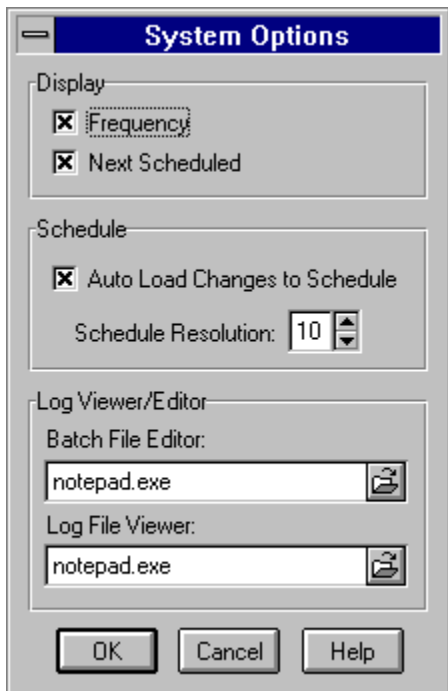 System Options
Display
Frequency
Next Scheduled
Schedule
Auto Load Changes to Schedule
Schedule Resolution: 10
Log Viewer/Editor
Batch File Editor:
notepad.exe
Log File Viewer:
notepad.exe
OK Cancel Help